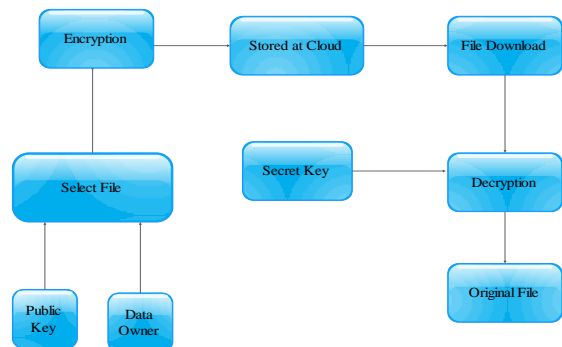 Encryption
Stored at Cloud
File Download
Select File
Secret Key
Decryption
Public
Key
Data
Owner
Original File